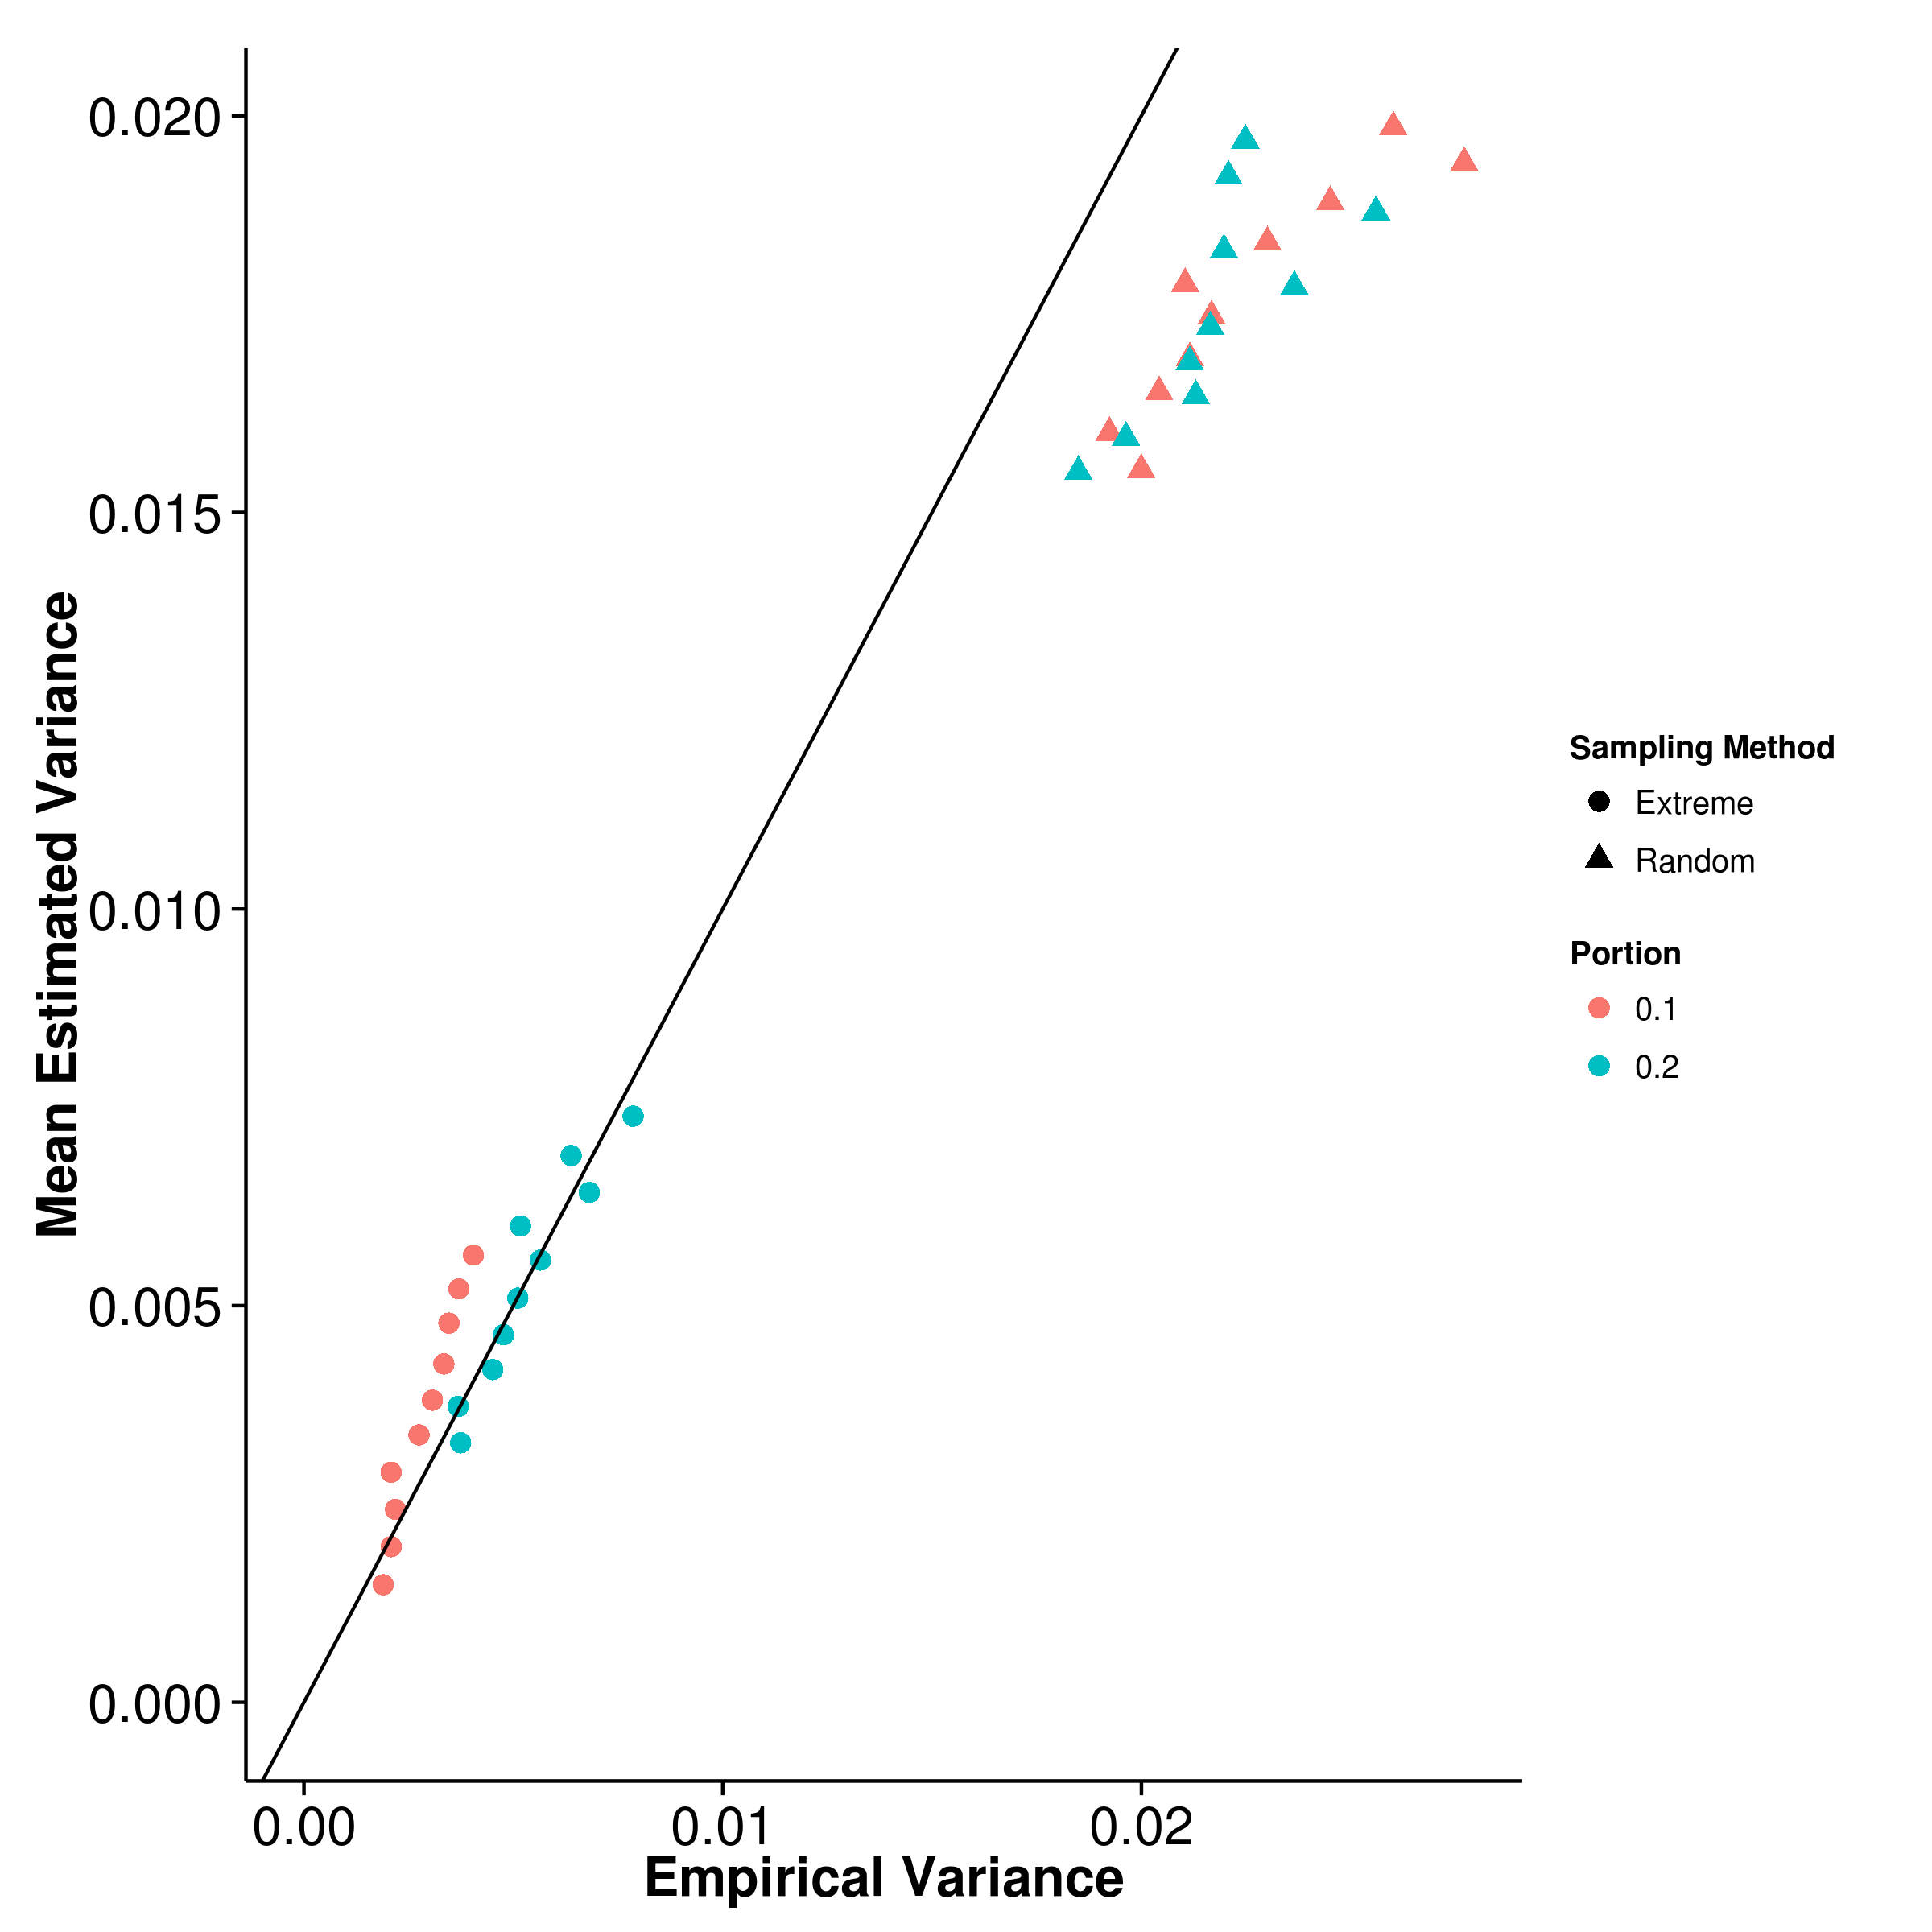 Mean Estimated Variance
0.020
0.015
0.010
0.005
0.000
0.00 0.01 0.02
Empirical Variance
Sampling Method
Extreme
Random
Portion
0.1
0.2